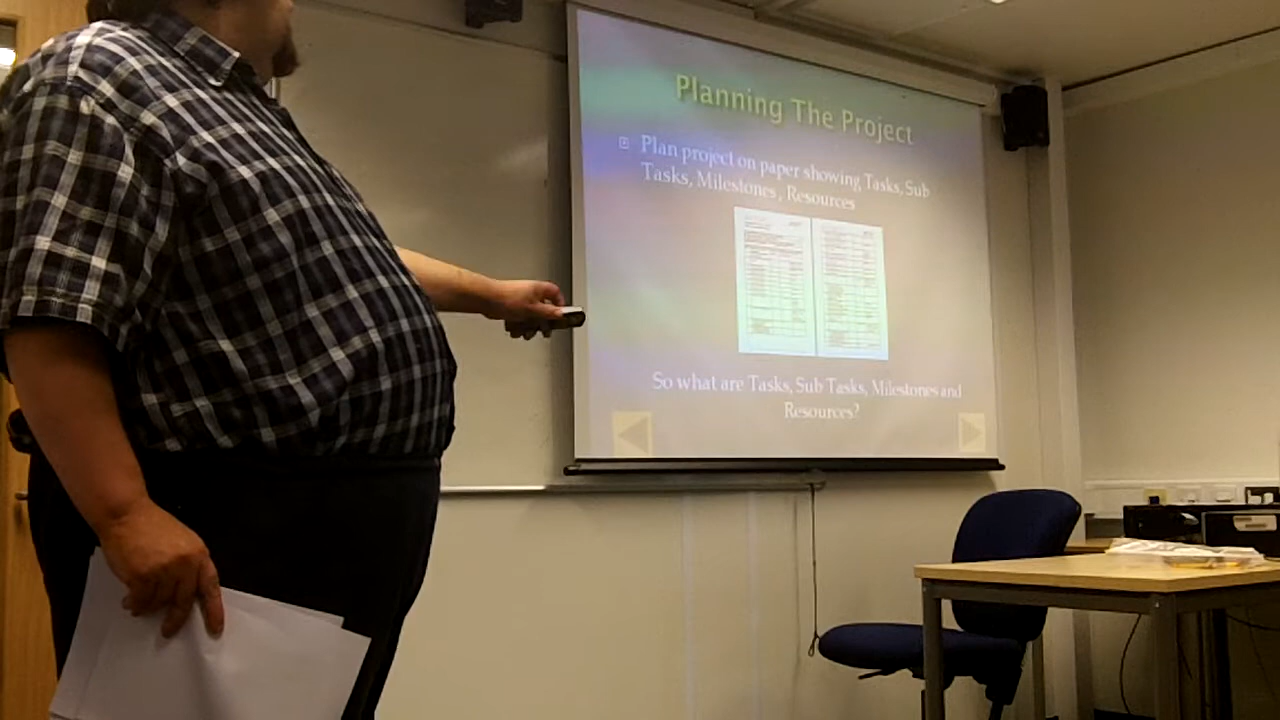 Planning The Project
Plan project on paper showing Tasks, Sub
Tasks, Milestones, Resources
So what are Tasks, Sub Tasks, Milestones and
Resources?